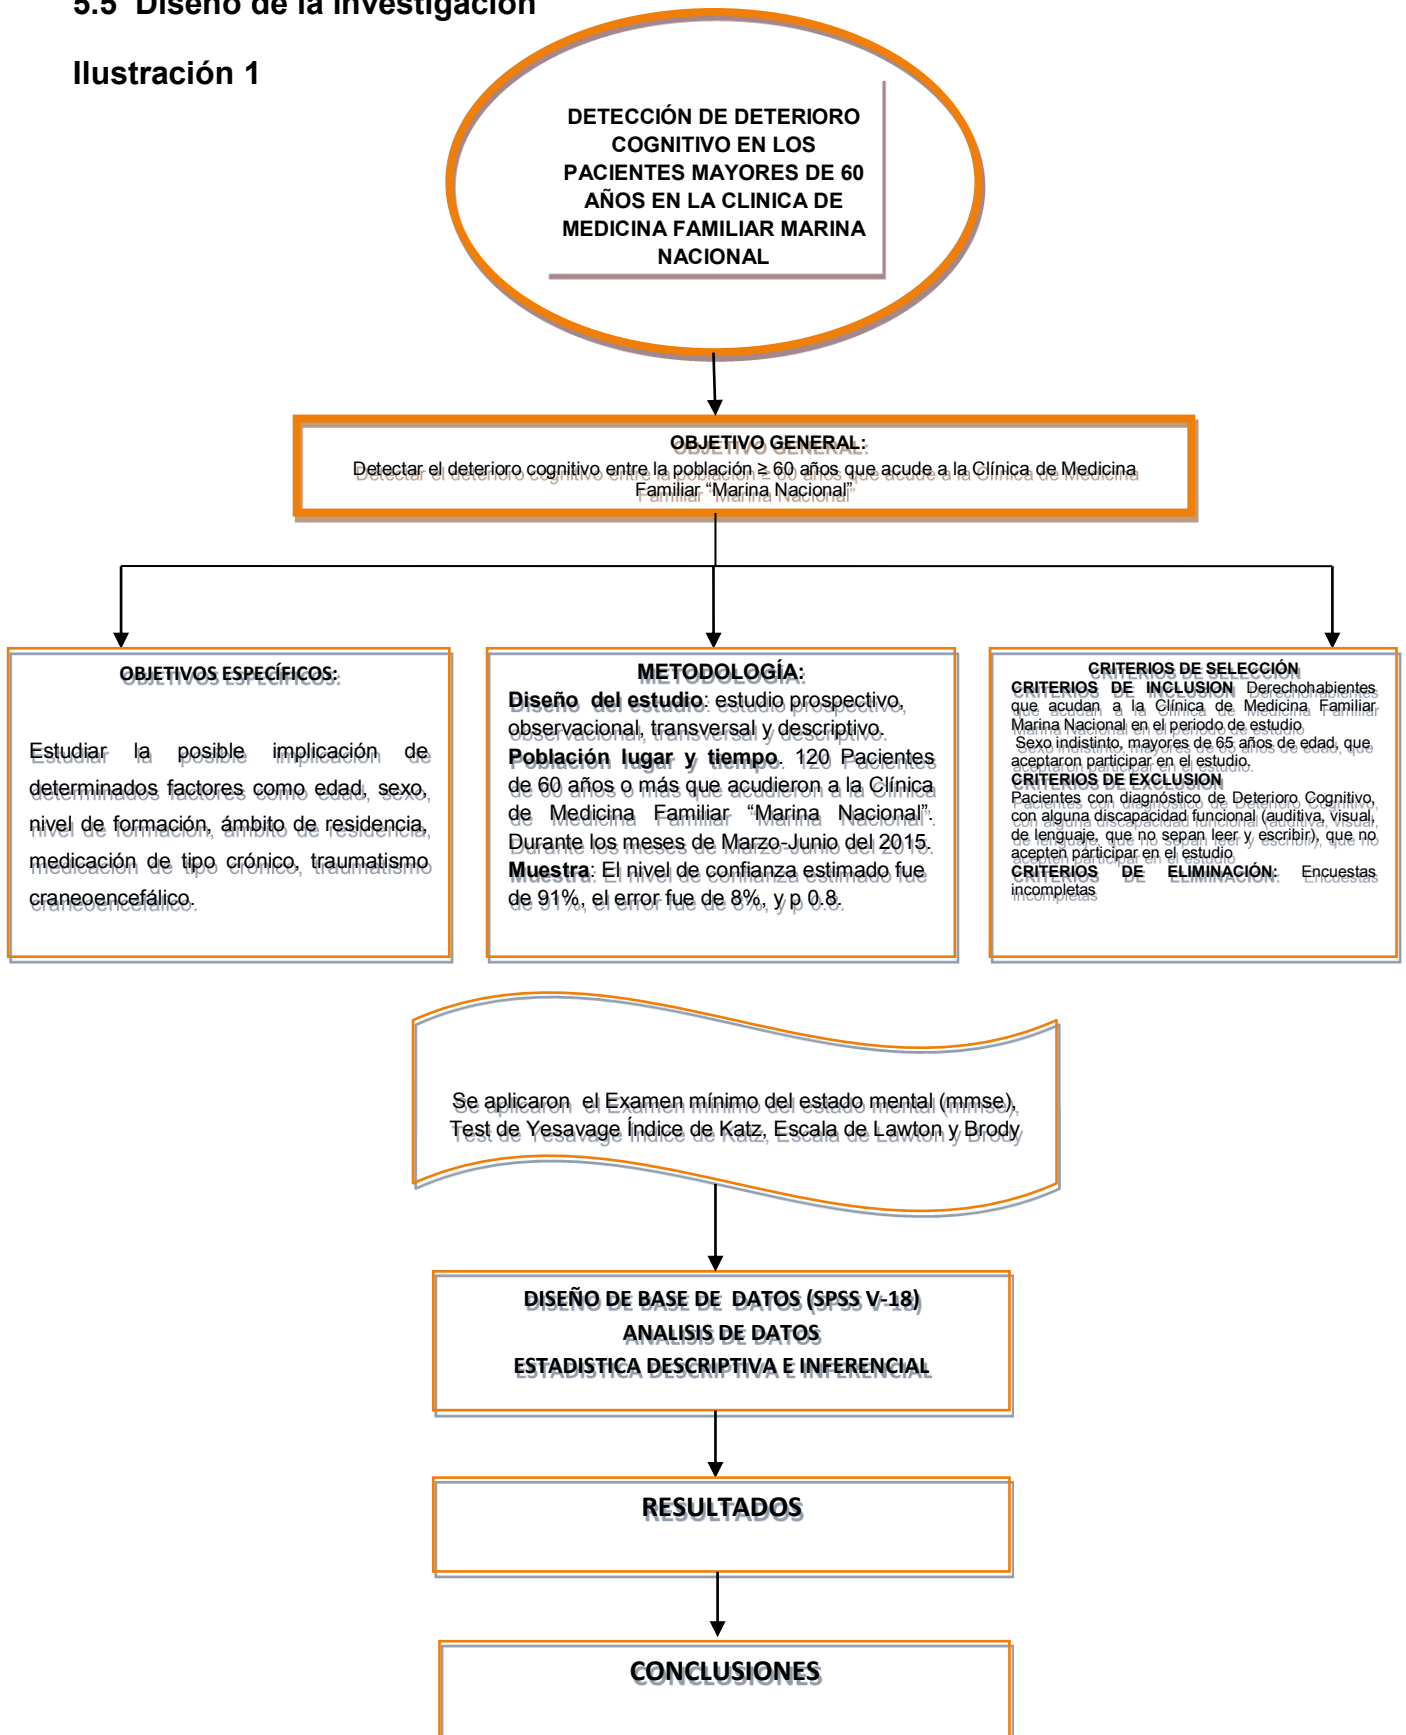 5.5 Diseño de la investigación
Ilustración 1
DETECCIÓN DE DETERIORO
COGNITIVO EN LOS
PACIENTES MAYORES DE 60
AÑOS EN LA CLINICA DE
MEDICINA FAMILIAR MARINA
NACIONAL
OBJETIVO GENERAL:
Detectar el deterioro cognitivo entre la población ≥ 60 años que acude a la Clínica de Medicina
Familiar “Marina Nacional”
OBJETIVOS ESPECÍFICOS:
Estudiar la posible implicación de
determinados factores como edad, sexo,
nivel de formación, ámbito de residencia,
medicación de tipo crónico, traumatismo
craneoencefálico.
METODOLOGÍA:
Diseño del estudio: estudio prospectivo,
observacional, transversal y descriptivo.
Población lugar y tiempo. 120 Pacientes
de 60 años o más que acudieron a la Clínica
de Medicina Familiar “Marina Nacional”.
Durante los meses de Marzo-Junio del 2015.
Muestra: El nivel de confianza estimado fue
de 91%, el error fue de 8%, y p 0.8.
CRITERIOS DE SELECCIÓN
CRITERIOS DE INCLUSION Derechohabientes
que acudan a la Clínica de Medicina Familiar
Marina Nacional en el periodo de estudio
Sexo indistinto, mayores de 65 años de edad, que
aceptaron participar en el estudio.
CRITERIOS DE EXCLUSION
Pacientes con diagnóstico de Deterioro Cognitivo,
con alguna discapacidad funcional (auditiva, visual,
de lenguaje, que no sepan leer y escribir), que no
acepten participar en el estudio
CRITERIOS DE ELIMINACIÓN: Encuestas
incompletas
Se aplicaron el Examen mínimo del estado mental (mmse),
Test de Yesavage Índice de Katz, Escala de Lawton y Brody
DISEÑO DE BASE DE DATOS (SPSS V-18)
ANALISIS DE DATOS
ESTADISTICA DESCRIPTIVA E INFERENCIAL
RESULTADOS
CONCLUSIONES